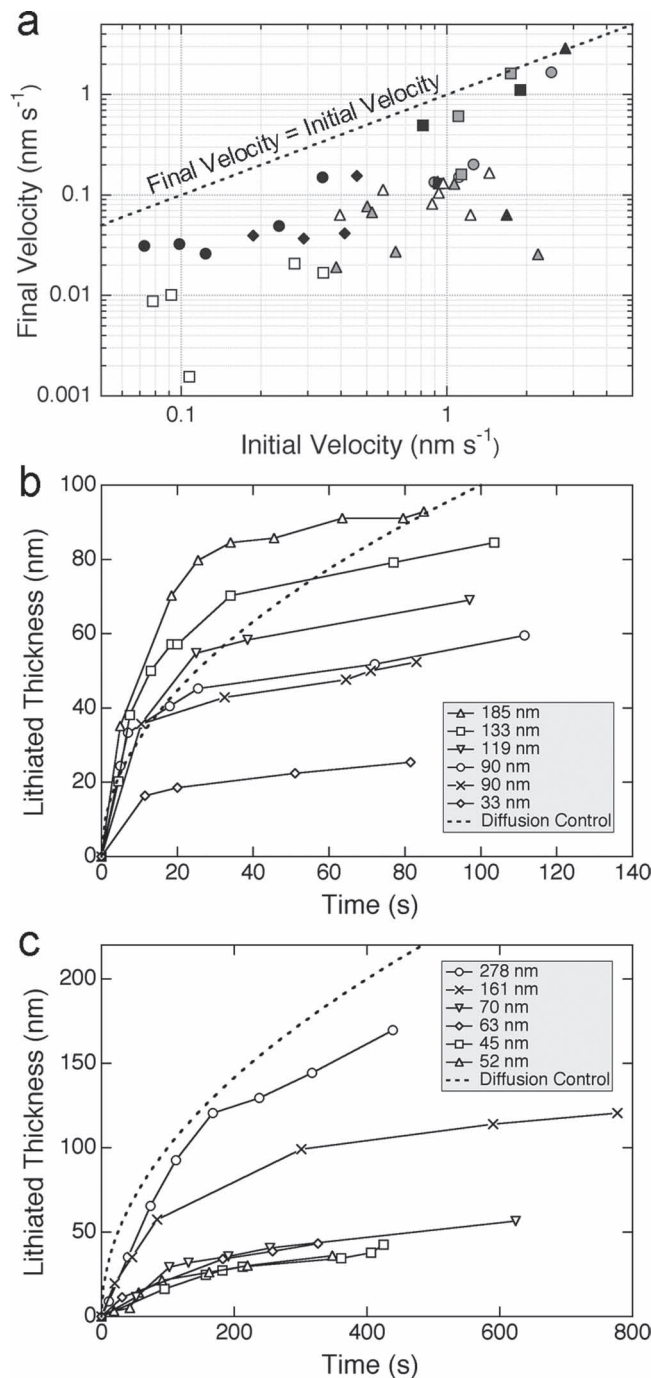 a
Final Velocity (nm s⁻¹)
1
0.1
0.01
0.001
Final Velocity = Initial Velocity
0.1
1
Initial Velocity (nm s⁻¹)
b
Lithiated Thickness (nm)
100
80
60
40
20
0
185 nm
133 nm
119 nm
90 nm
90 nm
33 nm
Diffusion Control
0 20 40 60 80 100 120 140
Time (s)
c
Lithiated Thickness (nm)
200
150
100
50
0
278 nm
161 nm
70 nm
63 nm
45 nm
52 nm
Diffusion Control
0 200 400 600 800
Time (s)